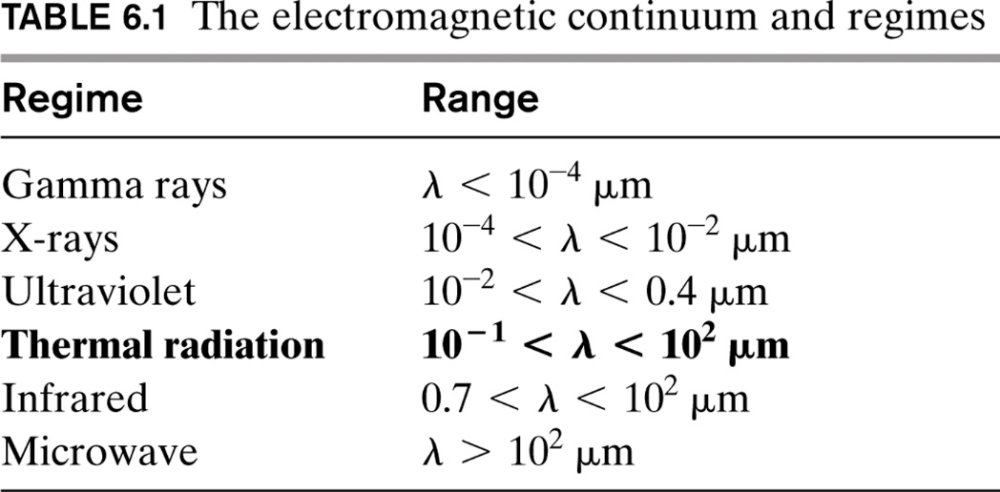 TABLE 6.1 The electromagnetic continuum and regimes
Regime Range
Gamma rays λ < 10⁻⁴ μm
X-rays 10⁻⁴ < λ < 10⁻² μm
Ultraviolet 10⁻² < λ < 0.4 μm
Thermal radiation 10⁻¹ < λ < 10² μm
Infrared 0.7 < λ < 10² μm
Microwave λ > 10² μm